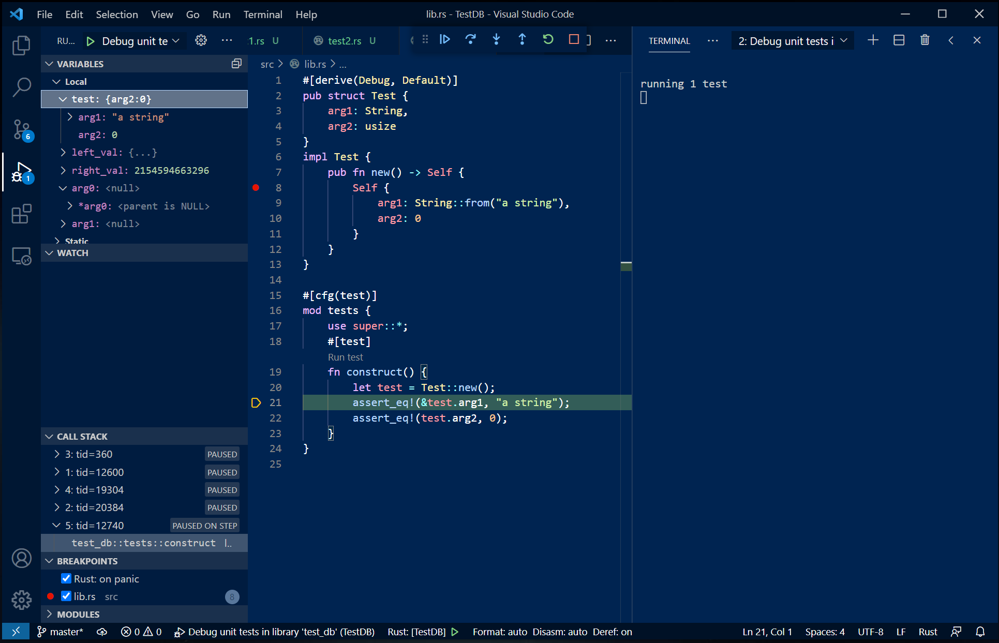 File Edit Selection View Go Run Terminal Help
lib.rs - TestDB - Visual Studio Code
RU... Debug unit te
:1.rs U
test2.rs U
VARIABLES
Local
test: {arg2:0}
arg1: "a string"
arg2: 0
left_val: {...}
right_val: 2154594663296
arg0: <null>
*arg0: <parent is NULL>
arg1: <null>
Static
WATCH
CALL STACK
3: tid=360 PAUSED
1: tid=12600 PAUSED
4: tid=19304 PAUSED
2: tid=20384 PAUSED
5: tid=12740 PAUSED ON STEP
test_db::tests::construct l..
BREAKPOINTS
Rust: on panic
lib.rs src 8
MODULES
6
1
src > lib.rs > ...
1 #[derive(Debug, Default)]
2 pub struct Test {
3 arg1: String,
4 arg2: usize
5 }
6 impl Test {
7 pub fn new() -> Self {
8 Self {
9 arg1: String::from("a string"),
10 arg2: 0
11 }
12 }
13 }
14
15 #[cfg(test)]
16 mod tests {
17 use super::*;
18 #[test]
Run test
19 fn construct() {
20 let test = Test::new();
21 assert_eq!(&test.arg1, "a string");
22 assert_eq!(test.arg2, 0);
23 }
24 }
25
TERMINAL ... 2: Debug unit tests i
running 1 test
master* 0 0 Debug unit tests in library 'test_db' (TestDB) Rust: [TestDB] Format: auto Disasm: auto Deref: on Ln 21, Col 1 Spaces: 4 UTF-8 LF Rust